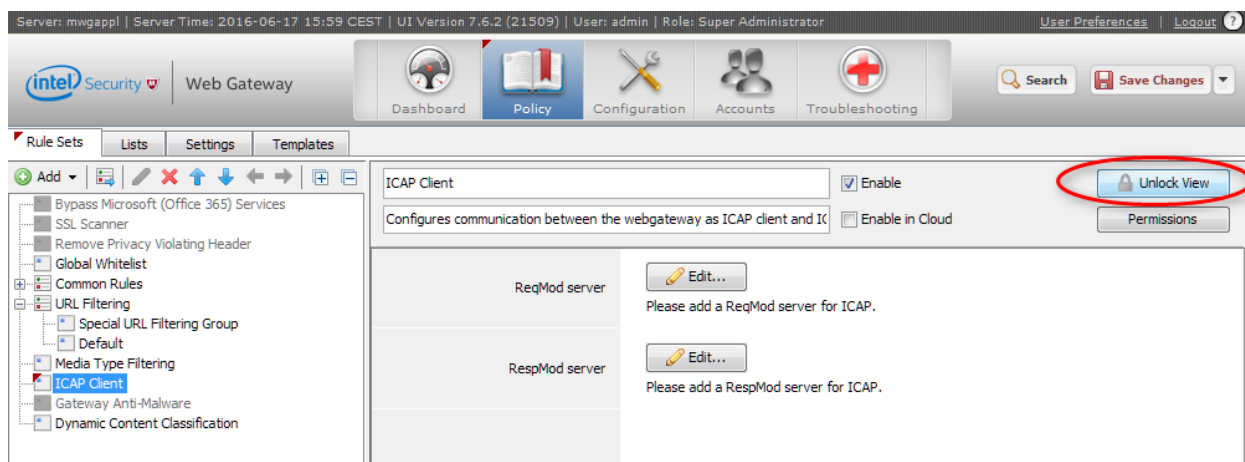 Server: mwgappl | Server Time: 2016-06-17 15:59 CEST | UI Version 7.6.2 (21509) | User: admin | Role: Super Administrator
User Preferences | Logout ?
intel Security Web Gateway
Dashboard Policy Configuration Accounts Troubleshooting
Search Save Changes
Rule Sets Lists Settings Templates
Add
ICAP Client Enable Unlock View
Configures communication between the webgateway as ICAP client and IC Enable in Cloud Permissions
Bypass Microsoft (Office 365) Services
SSL Scanner
Remove Privacy Violating Header
Global Whitelist
Common Rules
URL Filtering
Special URL Filtering Group
Default
Media Type Filtering
ICAP Client
Gateway Anti-Malware
Dynamic Content Classification
ReqMod server Edit...
Please add a ReqMod server for ICAP.
RespMod server Edit...
Please add a RespMod server for ICAP.